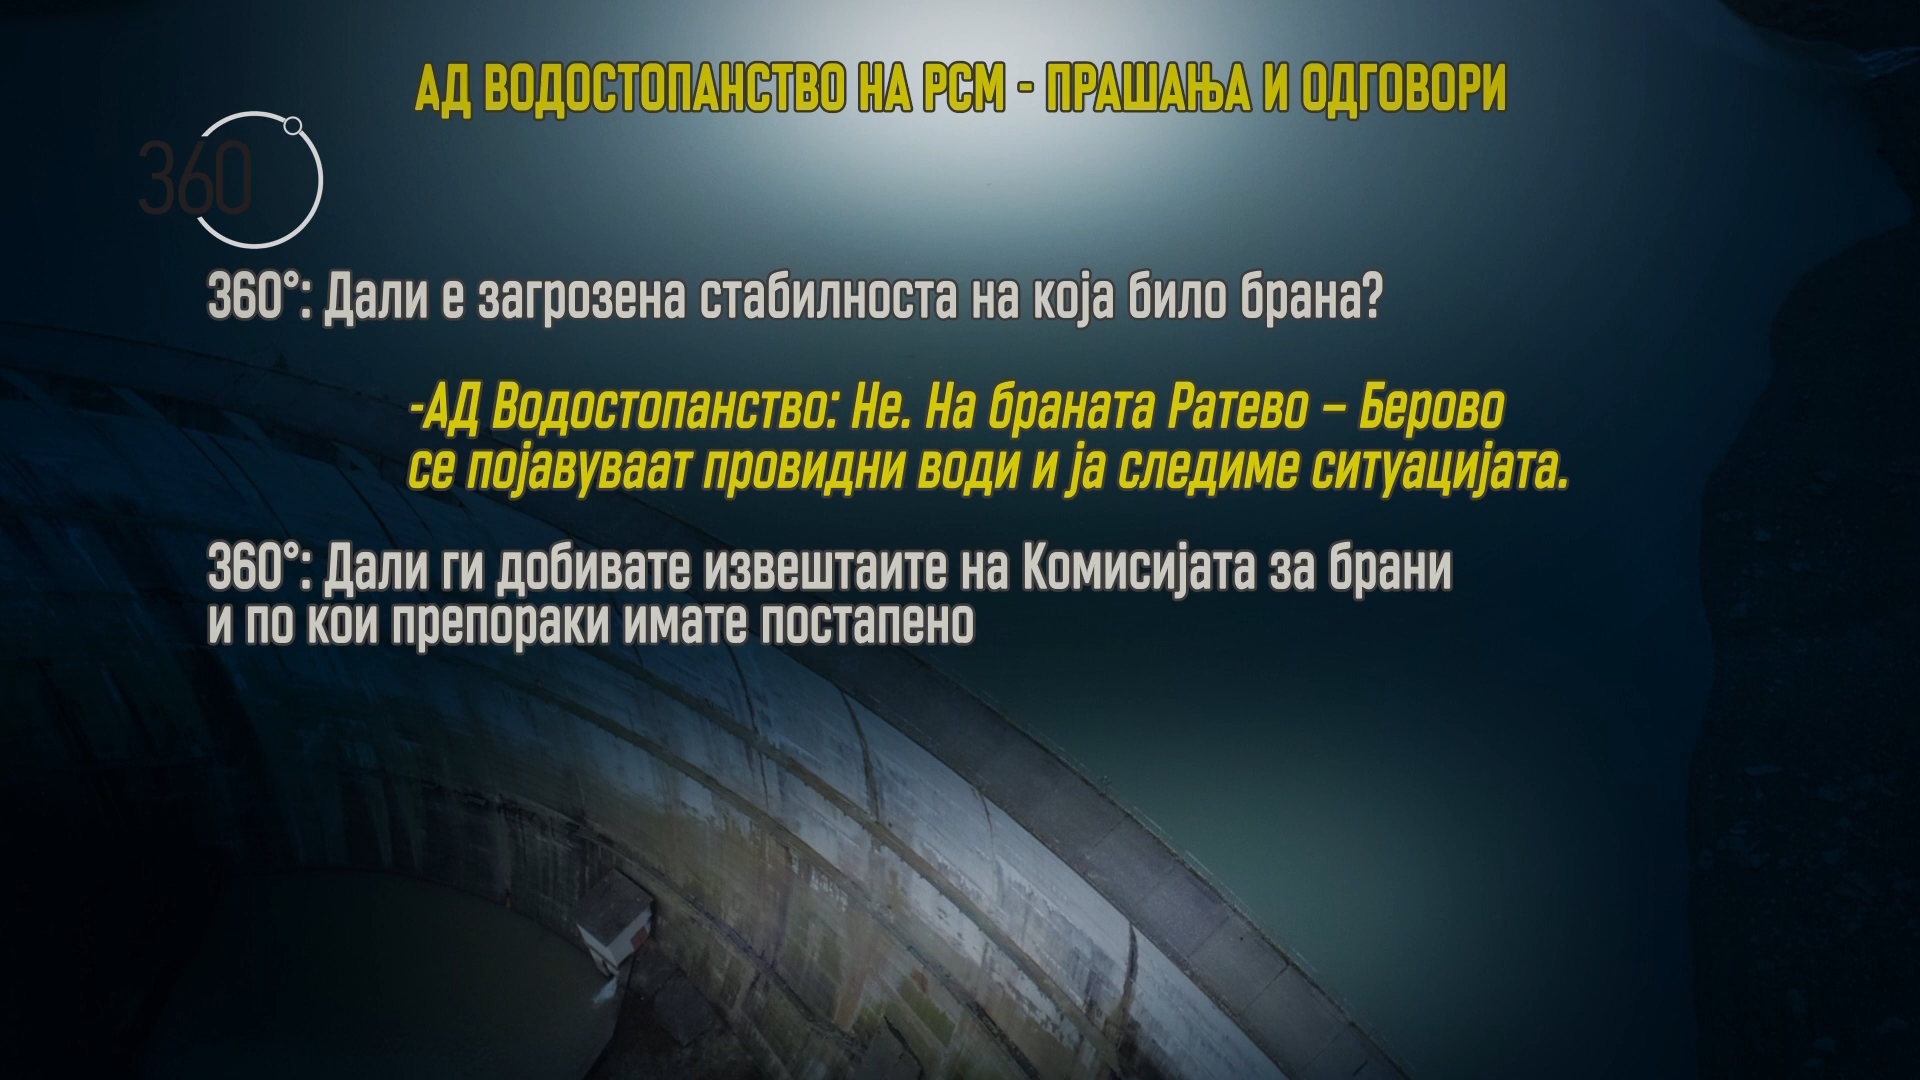 АД ВОДОСТОПАНСТВО НА РСМ - ПРАШАЊА И ОДГОВОРИ
360
360°: Дали е загрозена стабилноста на која било брана?
-АД Водостопанство: Не. На браната Ратево – Берово
се појавуваат провидни води и ја следиме ситуацијата.
360°: Дали ги добивате извештаите на Комисијата за брани
и по кои препораки имате постапено